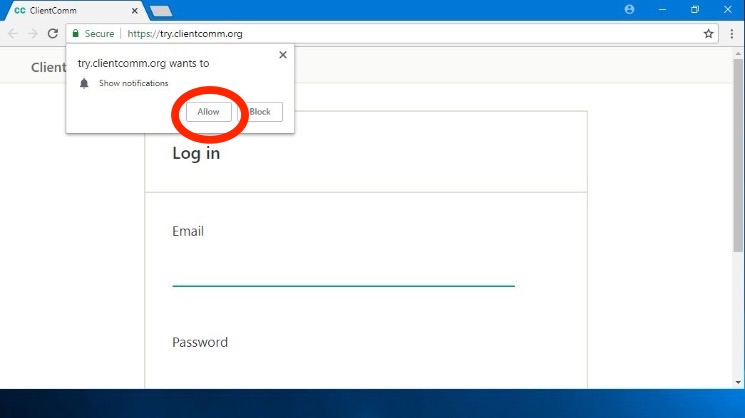 CC ClientComm
Secure https://try.clientcomm.org
Client
try.clientcomm.org wants to
Show notifications
Allow Block
Log in
Email
Password